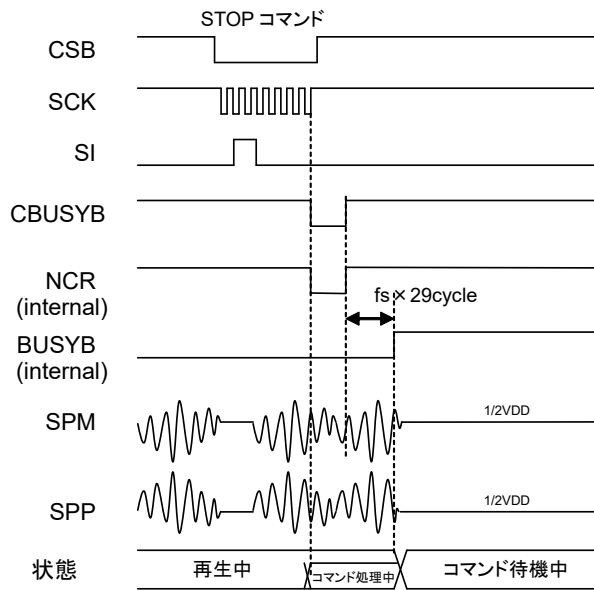 STOP コマンド
CSB
SCK
SI
CBUSYB
NCR
(internal)
fs×29cycle
BUSYB
(internal)
SPM
1/2VDD
SPP
1/2VDD
状態
再生中
コマンド処理中
コマンド待機中